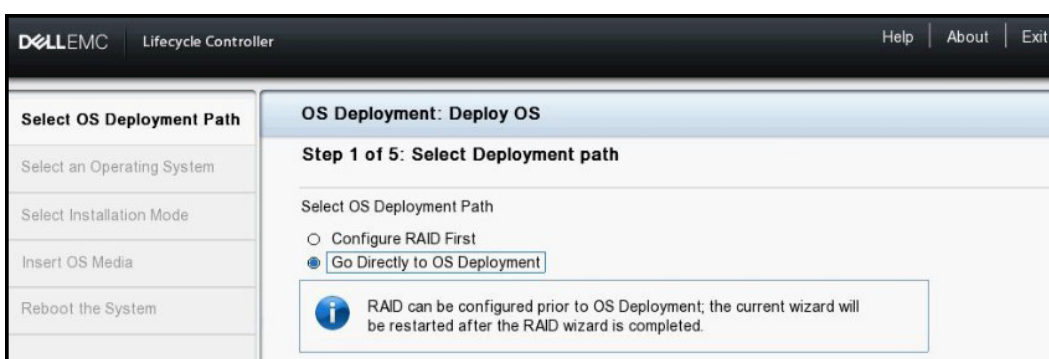 DELLEMC Lifecycle Controller Help About Exit
Select OS Deployment Path
Select an Operating System
Select Installation Mode
Insert OS Media
Reboot the System
OS Deployment: Deploy OS
Step 1 of 5: Select Deployment path
Select OS Deployment Path
Configure RAID First
Go Directly to OS Deployment
RAID can be configured prior to OS Deployment; the current wizard will
be restarted after the RAID wizard is completed.